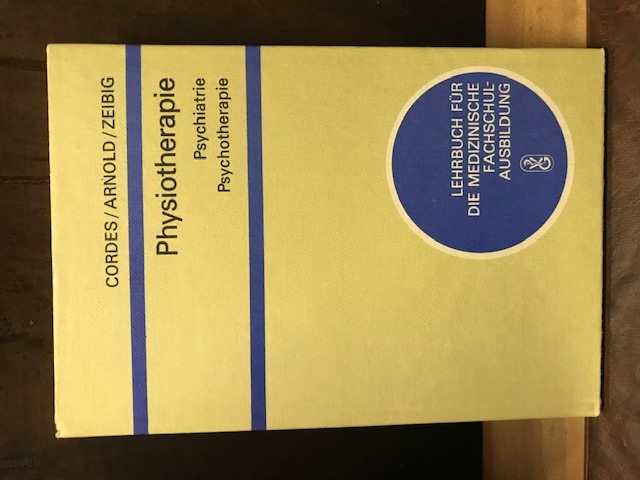 CORDES/ARNOLD/ZEIBIG
Physiotherapie
Psychiatrie
Psychotherapie
LEHRBUCH FÜR
DIE MEDIZINISCHE
FACHSCHUL-
AUSBILDUNG